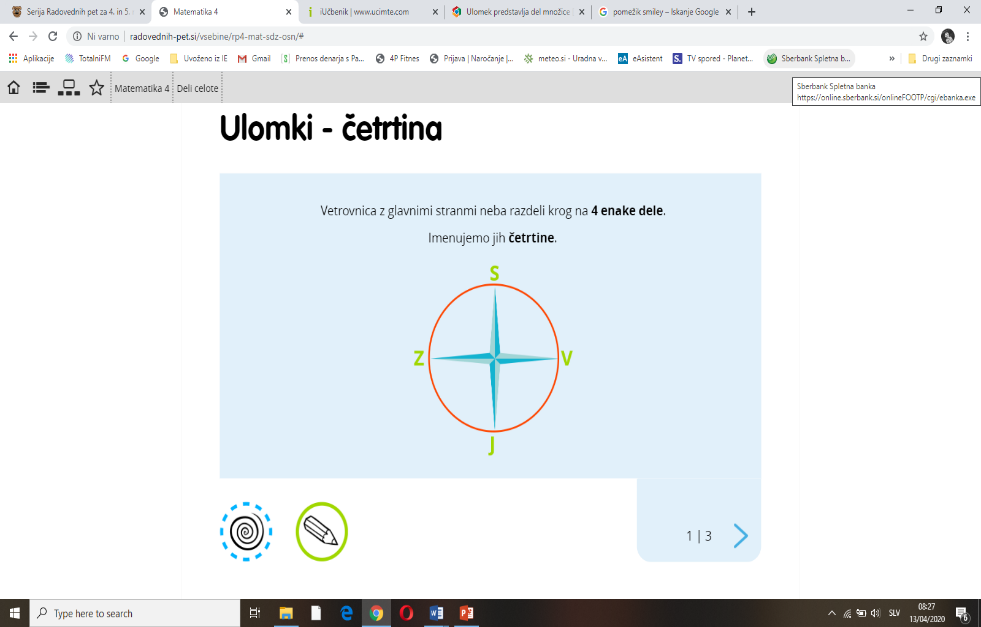 Serija Radovednih pet za 4. in 5. r
Matematika 4
iUčbenik | www.ucimte.com
Ulomek predstavlja del množice
pomežik smiley – Iskanje Google
Ni varno | radovednih-pet.si/vsebine/rp4-mat-sdz-osn/#
Aplikacije
TotalniFM
Google
Uvoženo iz IE
Gmail
Prenos denarja s Pa...
4P Fitnes
Prijava | Naročanje |...
meteo.si - Uradna v...
eAsistent
TV spored - Planet...
Sberbank Spletna b...
»
Drugi zaznamki
Matematika 4
Deli celote
Sberbank Spletna banka
https://online.sberbank.si/onlineFOOTP/cgi/ebanka.exe
Ulomki - četrtina
Vetrovnica z glavnimi stranmi neba razdeli krog na 4 enake dele.
Imenujemo jih četrtine.
S
Z
V
J
1 | 3
Type here to search
SLV
08:27
13/04/2020
6